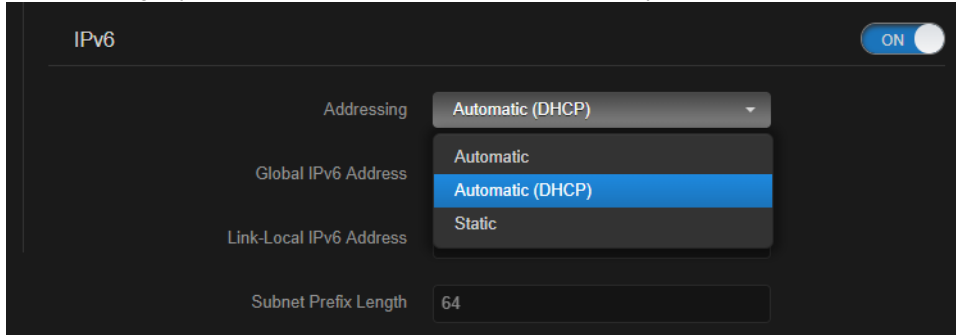 IPv6
ON
Addressing
Automatic (DHCP)
Automatic
Global IPv6 Address
Automatic (DHCP)
Static
Link-Local IPv6 Address
Subnet Prefix Length
64